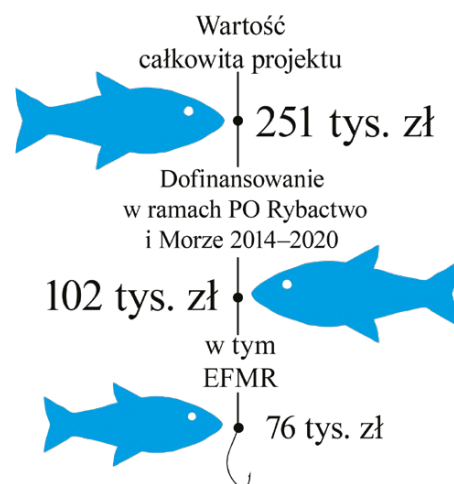 Wartość
całkowita projektu
251 tys. zł
Dofinansowanie
w ramach PO Rybactwo
i Morze 2014–2020
102 tys. zł
w tym
EFMR
76 tys. zł